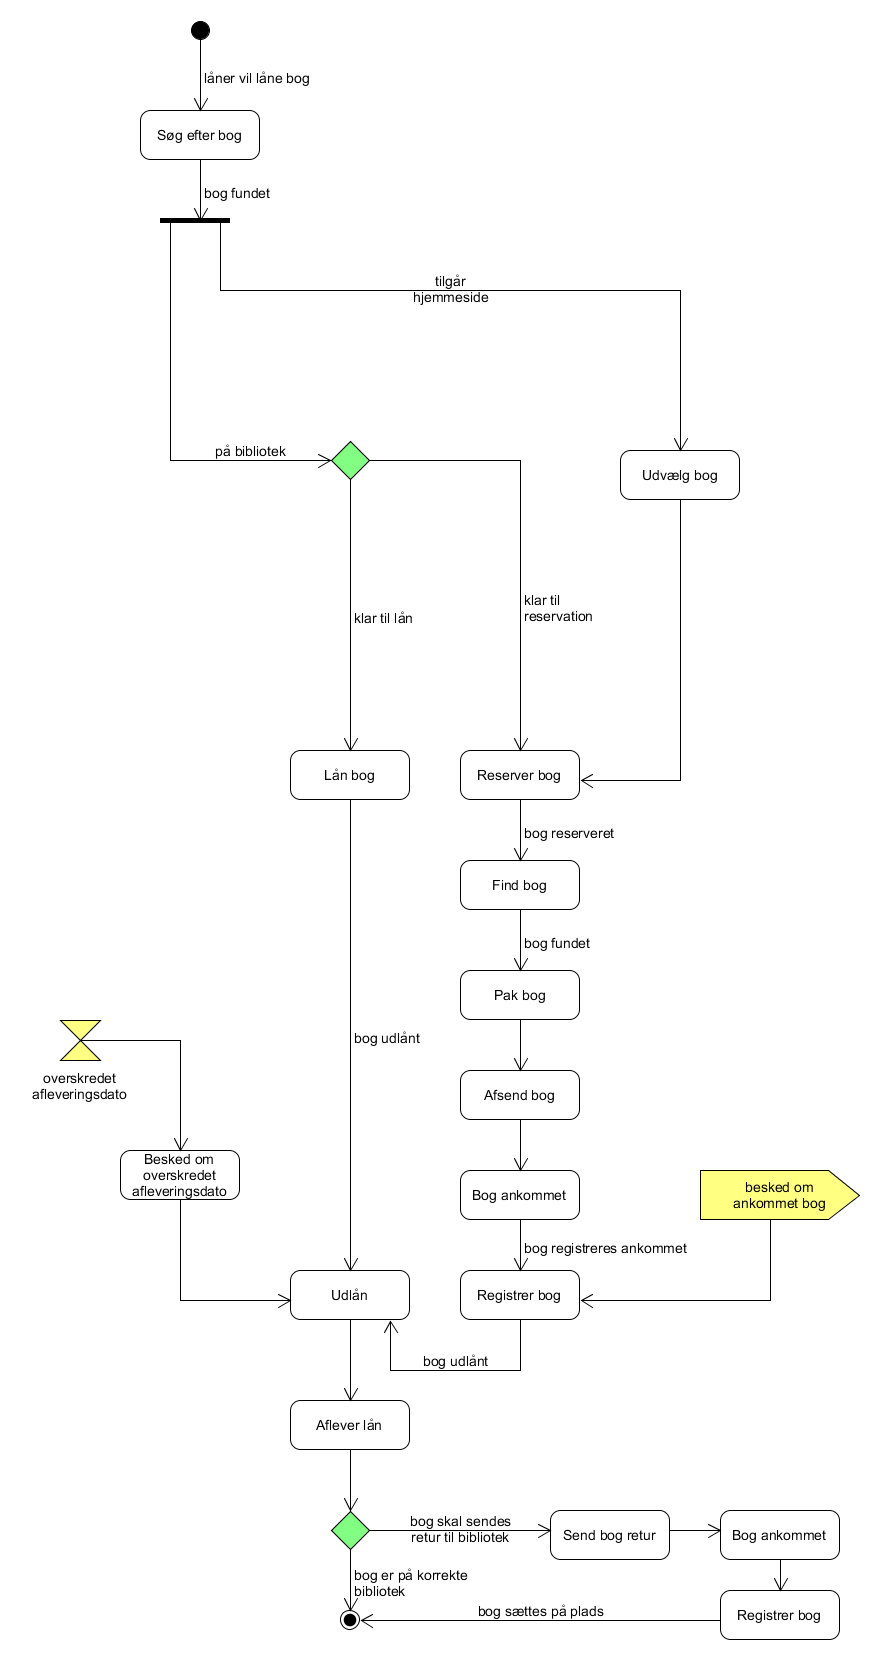 låner vil låne bog
Søg efter bog
bog fundet
tilgår
hjemmeside
på bibliotek
Udvælg bog
klar til lån
klar til
reservation
Lån bog
Reserver bog
bog reserveret
Find bog
bog fundet
Pak bog
bog udlånt
overskredet
afleveringsdato
Afsend bog
Besked om
overskredet
afleveringsdato
Bog ankommet
besked om
ankommet bog
bog registreres ankommet
Udlån
Registrer bog
bog udlånt
Aflever lån
bog skal sendes
retur til bibliotek
Send bog retur
Bog ankommet
bog er på korrekte
bibliotek
bog sættes på plads
Registrer bog